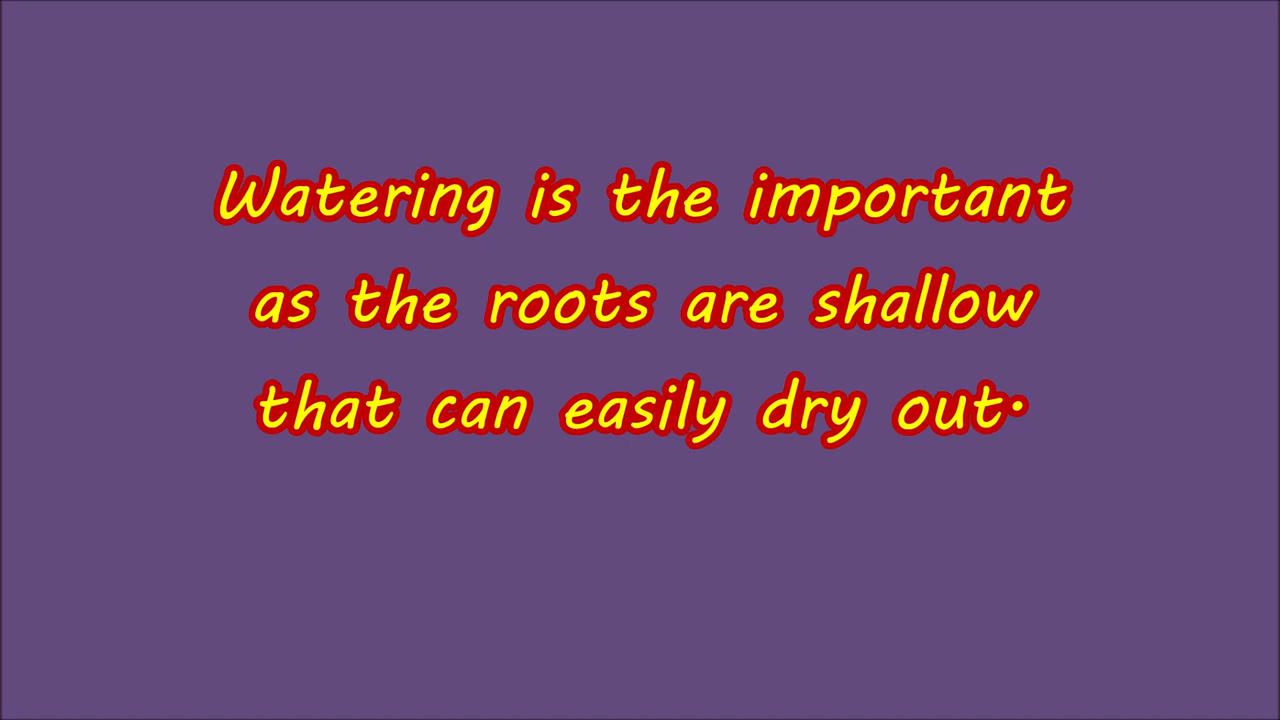 Watering is the important
as the roots are shallow
that can easily dry out.